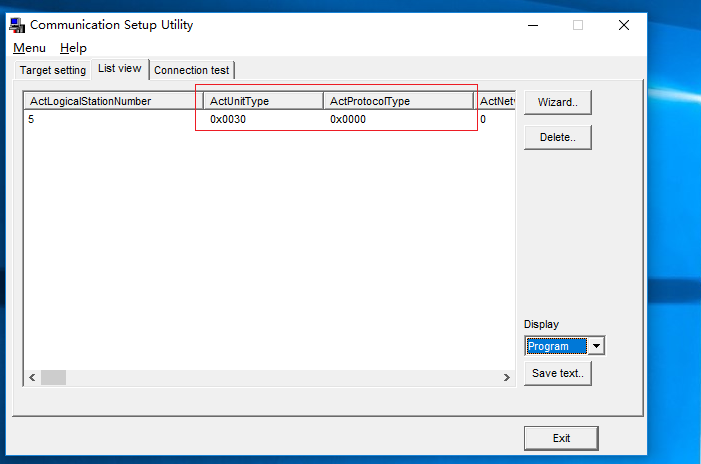 Communication Setup Utility
Menu Help
Target setting List view Connection test
ActLogicalStationNumber ActUnitType ActProtocolType ActNetv
5 0x0030 0x0000 0
Wizard..
Delete..
Display
Program
Save text..
Exit